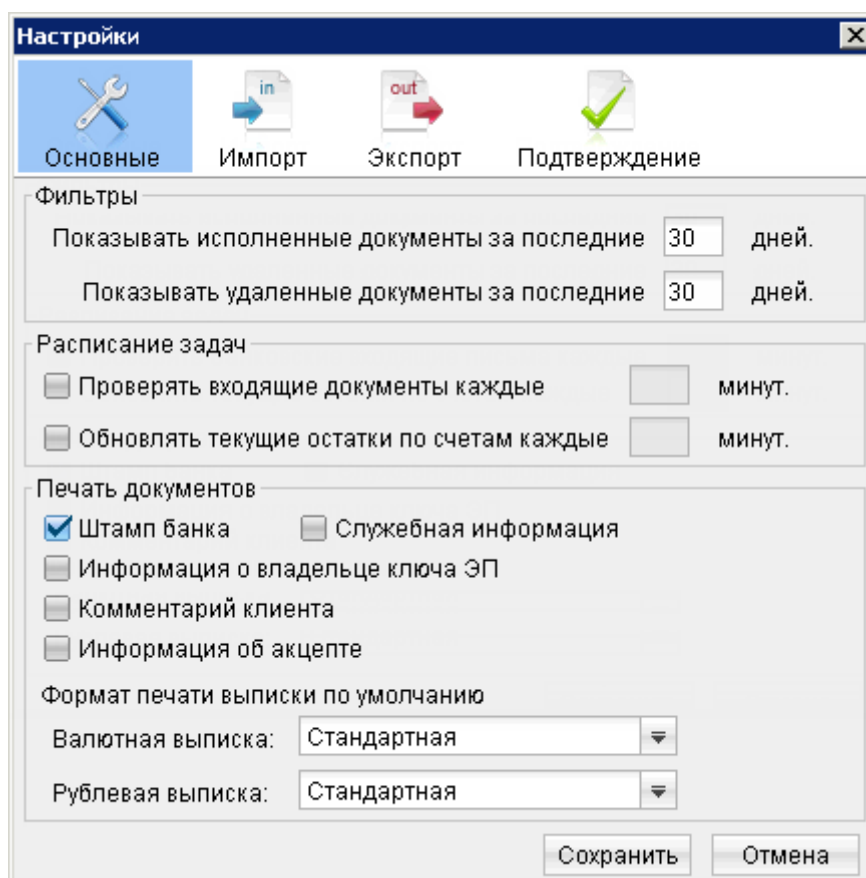 Настройки
in
out
Основные Импорт Экспорт Подтверждение
Фильтры
Показывать исполненные документы за последние 30 дней.
Показывать удаленные документы за последние 30 дней.
Расписание задач
Проверять входящие документы каждые минут.
Обновлять текущие остатки по счетам каждые минут.
Печать документов
Штамп банка Служебная информация
Информация о владельце ключа ЭП
Комментарий клиента
Информация об акцепте
Формат печати выписки по умолчанию
Валютная выписка: Стандартная
Рублевая выписка: Стандартная
Сохранить Отмена